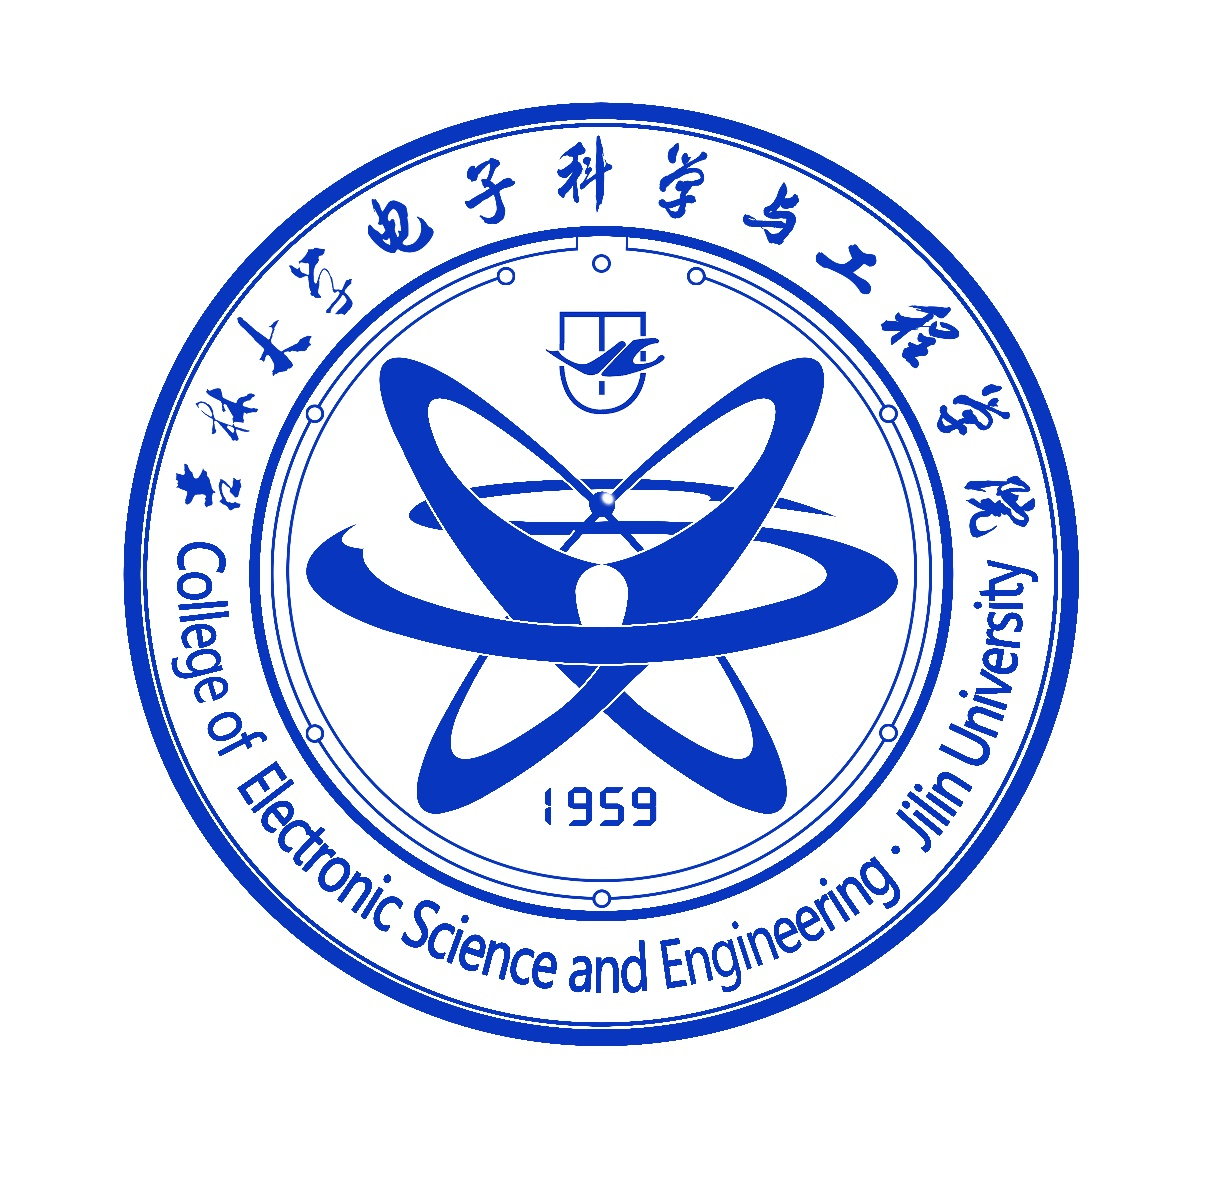 吉林大学电子科学与工程学院
1959
College of Electronic Science and Engineering · Jilin University